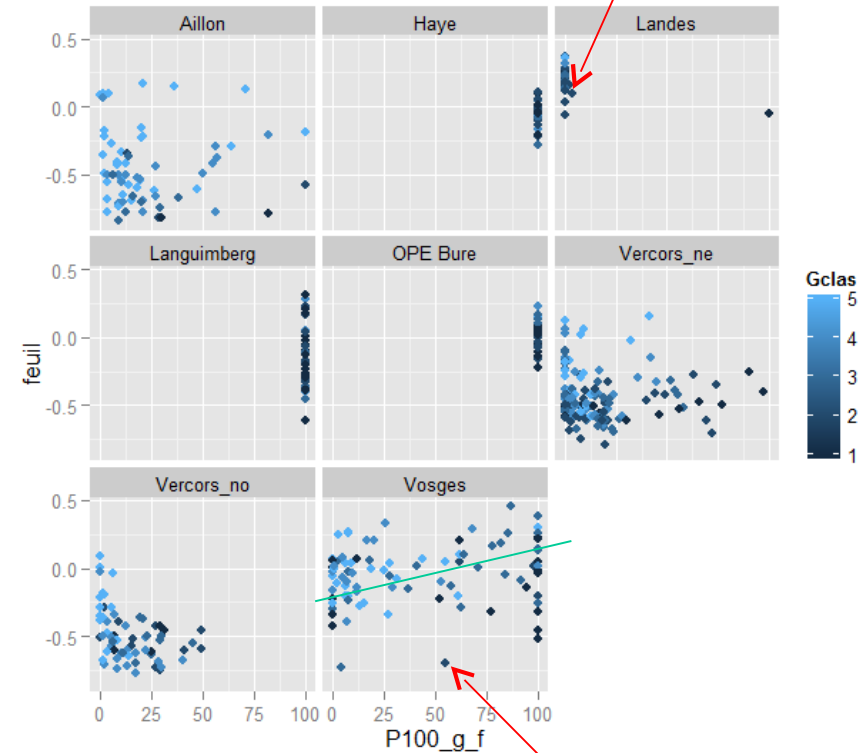 Aillon Haye Landes
0.5
0.0
-0.5
Languimberg OPE Bure Vercors_ne
0.5
0.0
-0.5
feuil
Gclas
5
4
3
2
1
Vercors_no Vosges
0.5
0.0
-0.5
0 25 50 75 100 0 25 50 75 100
P100_g_f